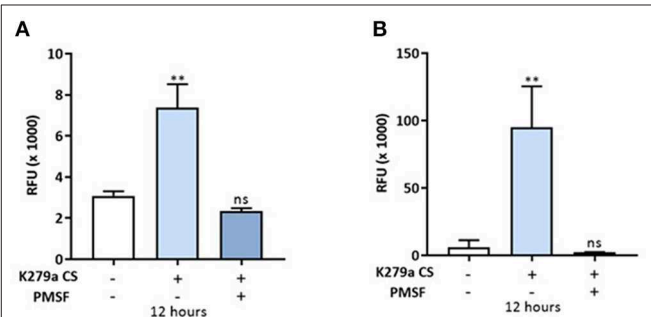 A
10
8
6
4
2
0
RFU (x 1000)
**
ns
K279a CS - + +
PMSF - - +
12 hours
B
150
100
50
0
RFU (x 1000)
**
ns
K279a CS - + +
PMSF - - +
12 hours